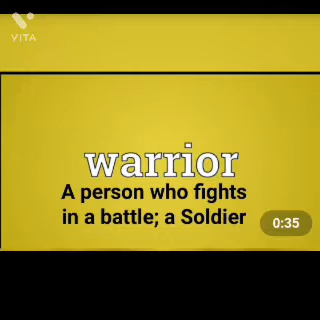 VITA
warrior
A person who fights
in a battle; a Soldier
0:35